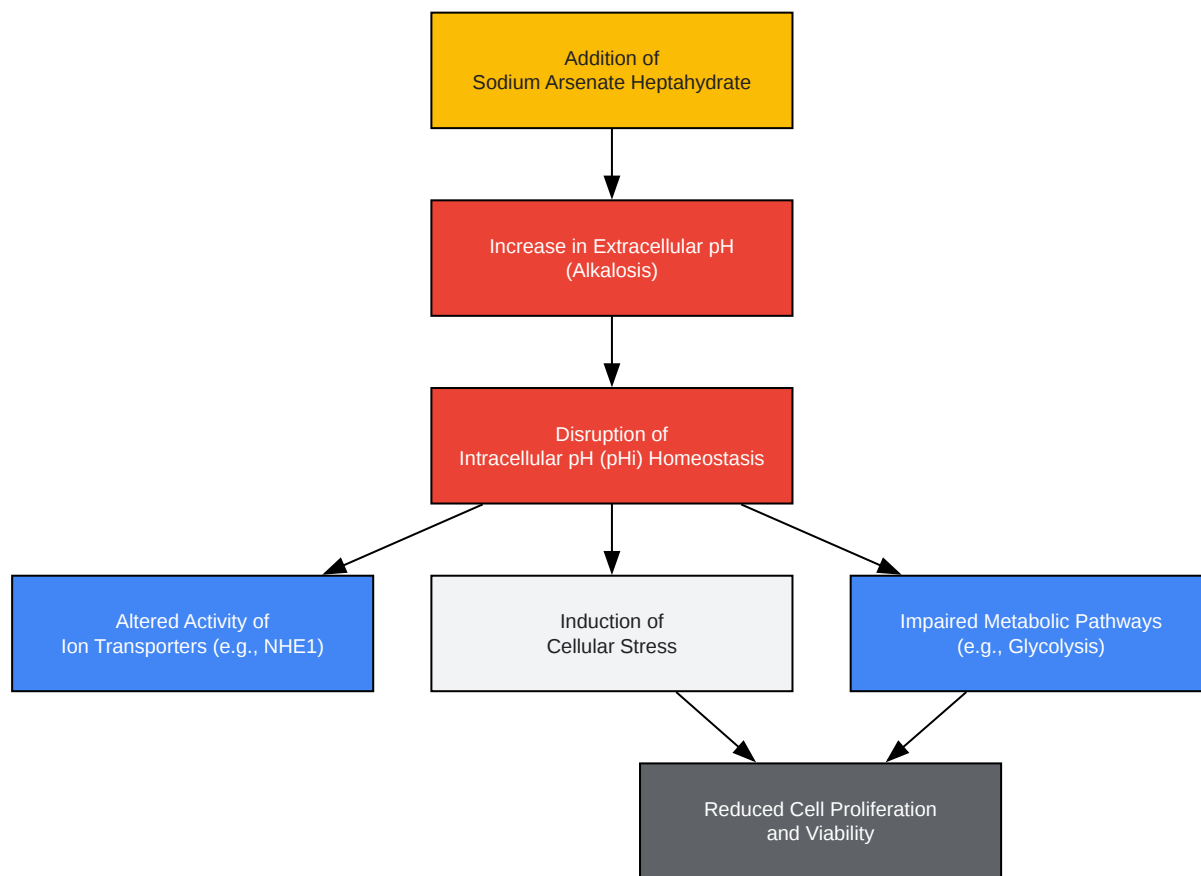 Addition of
Sodium Arsenate Heptahydrate
Increase in Extracellular pH
(Alkalosis)
Disruption of
Intracellular pH (pHi) Homeostasis
Altered Activity of
Ion Transporters (e.g., NHE1)
Induction of
Cellular Stress
Impaired Metabolic Pathways
(e.g., Glycolysis)
Reduced Cell Proliferation
and Viability